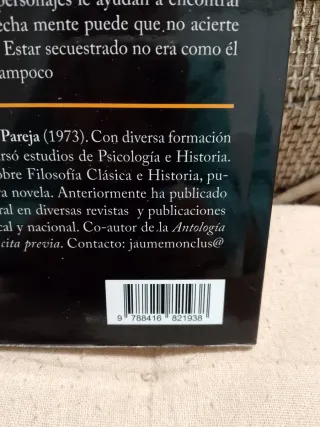 personajes le ayudan a encontrar
echa mente puede que no acierte
Estar secuestrado no era como él
ampoco
Pareja (1973). Con diversa formación
rsó estudios de Psicología e Historia.
obre Filosofía Clásica e Historia, pu-
ra novela. Anteriormente ha publicado
ral en diversas revistas y publicaciones
cal y nacional. Co-autor de la Antología
cita previa. Contacto: jaumemonclus@
9 788416 821938